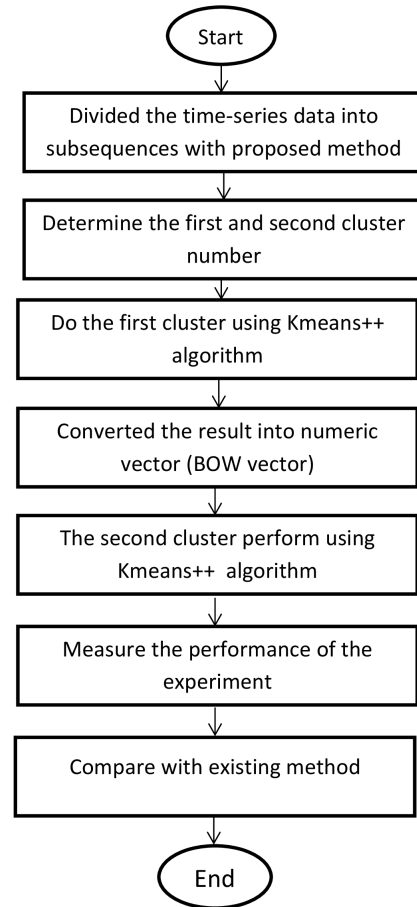 Start
Divided the time-series data into
subsequences with proposed method
Determine the first and second cluster
number
Do the first cluster using Kmeans++
algorithm
Converted the result into numeric
vector (BOW vector)
The second cluster perform using
Kmeans++ algorithm
Measure the performance of the
experiment
Compare with existing method
End